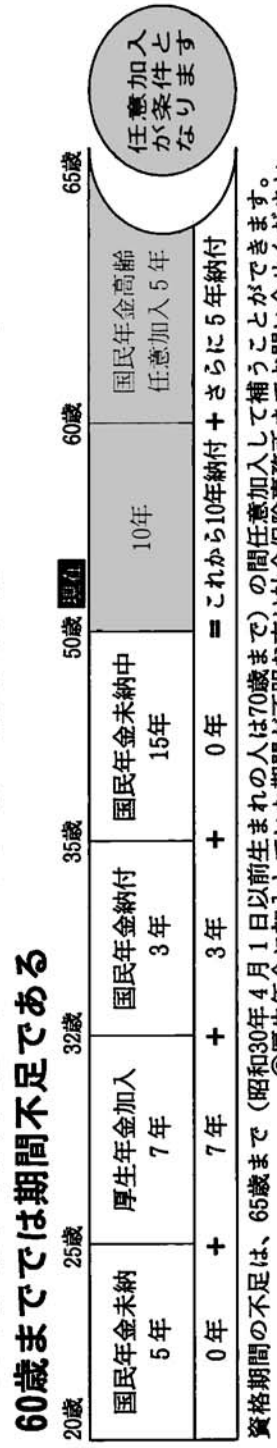 60歳まででは期間不足である
20歳 25歳 32歳 35歳 50歳 現在 60歳 65歳
国民年金未納 厚生年金加入 国民年金納付 国民年金未納中 10年 国民年金高齢
5年 7年 3年 15年 任意加入5年
任意加入
が条件と
なります
0年 + 7年 + 3年 + 0年 = これから10年納付 + さらに5年納付
資格期間の不足は、65歳まで（昭和30年4月1日以前生まれの人は70歳まで）の間任意加入して補うことができます。